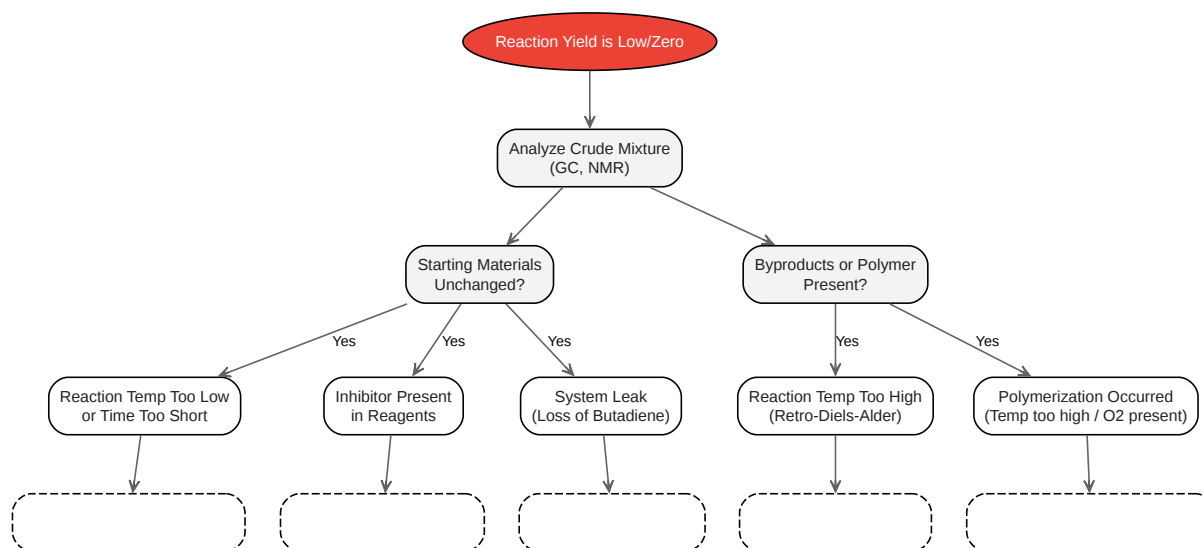 Reaction Yield is Low/Zero
Analyze Crude Mixture
(GC, NMR)
Starting Materials
Unchanged?
Byproducts or Polymer
Present?
Yes
Yes
Yes
Yes
Yes
Reaction Temp Too Low
or Time Too Short
Inhibitor Present
in Reagents
System Leak
(Loss of Butadiene)
Reaction Temp Too High
(Retro-Diels-Alder)
Polymerization Occurred
(Temp too high / O2 present)